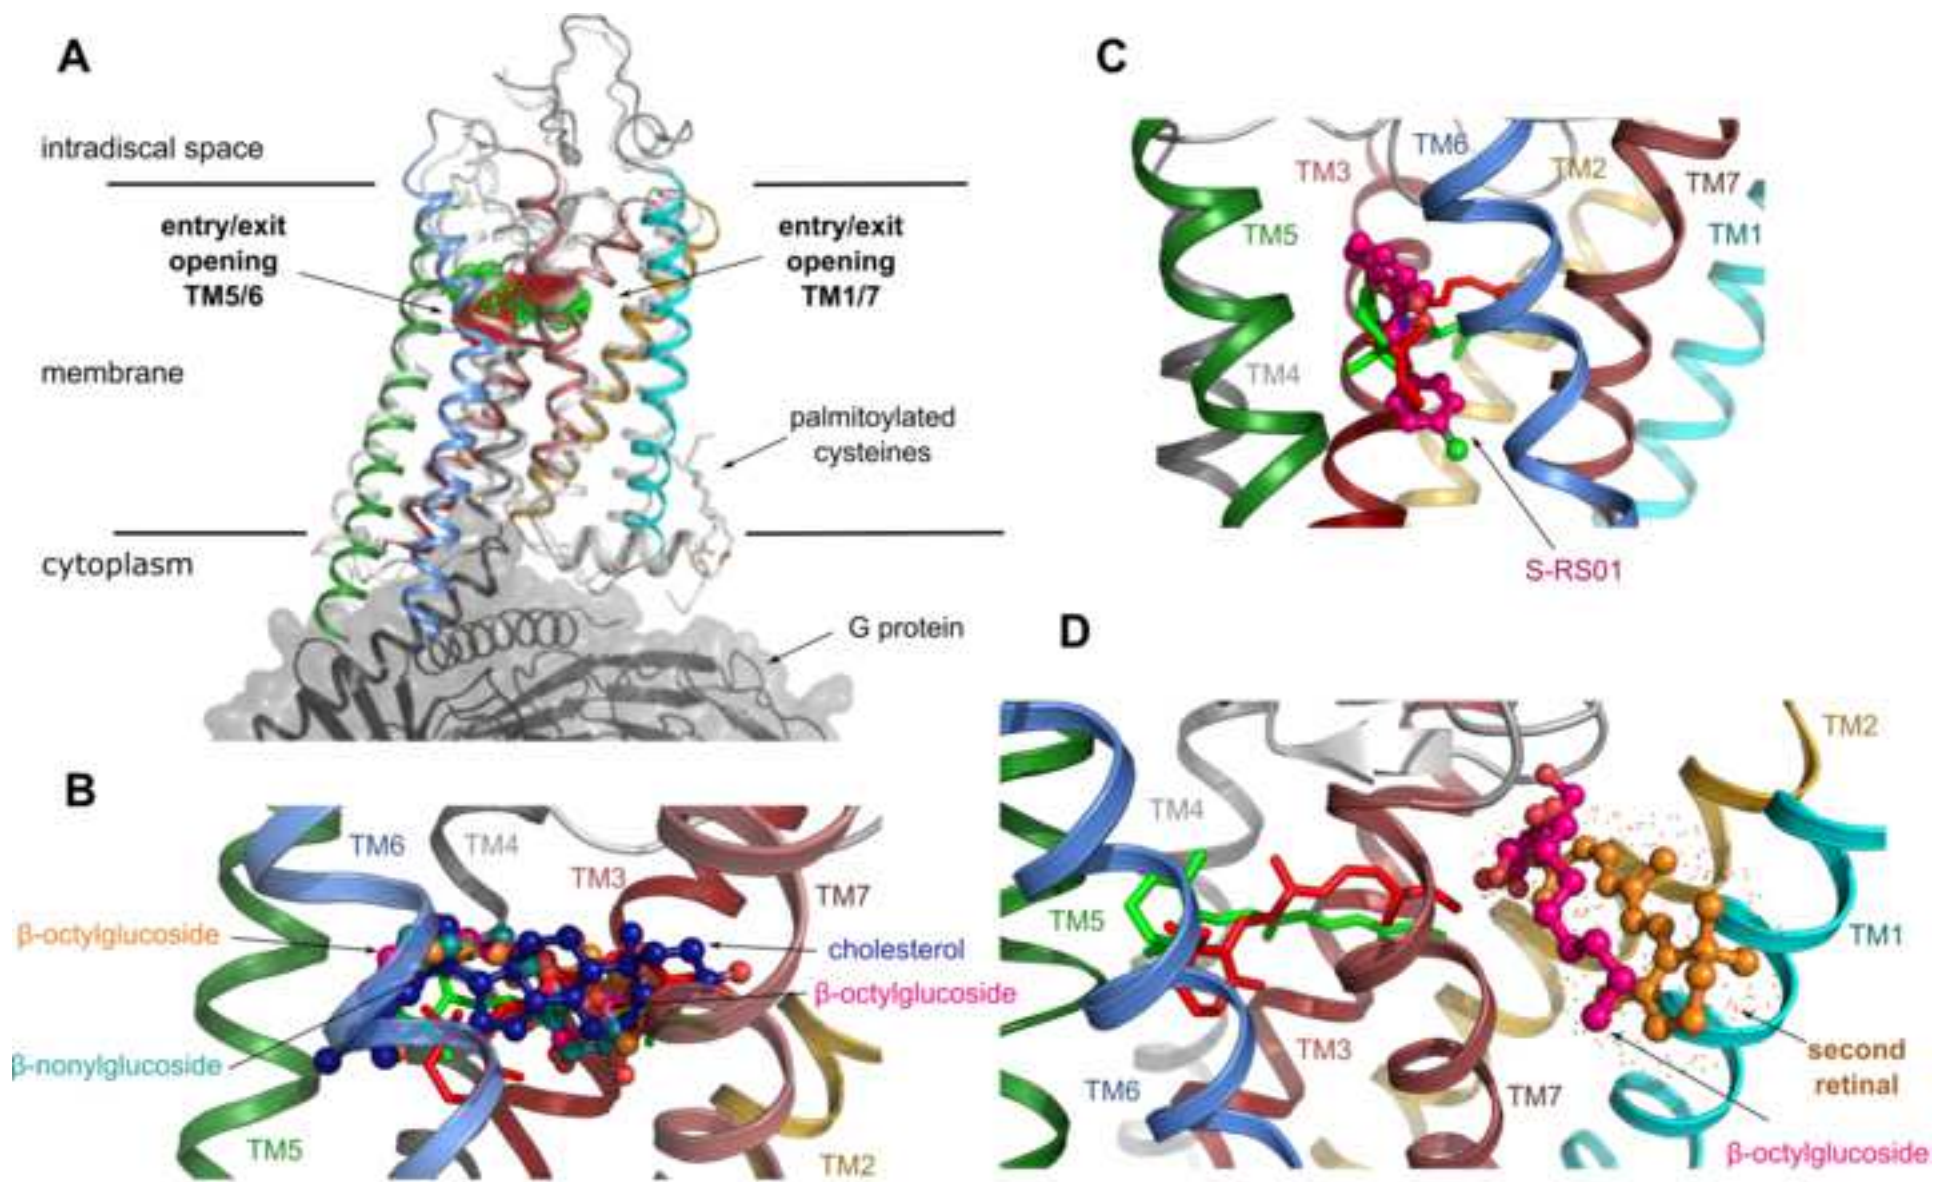 A
intradiscal space
entry/exit
opening
TM5/6
entry/exit
opening
TM1/7
membrane
palmitoylated
cysteines
cytoplasm
G protein
B
TM6
TM4
TM3
TM7
β-octylglucoside
cholesterol
β-octylglucoside
β-nonylglucoside
TM5
TM2
C
TM6
TM3
TM2
TM7
TM5
TM1
TM4
S-RS01
D
TM2
TM4
TM5
TM1
TM3
second
retinal
TM6
TM7
β-octylglucoside